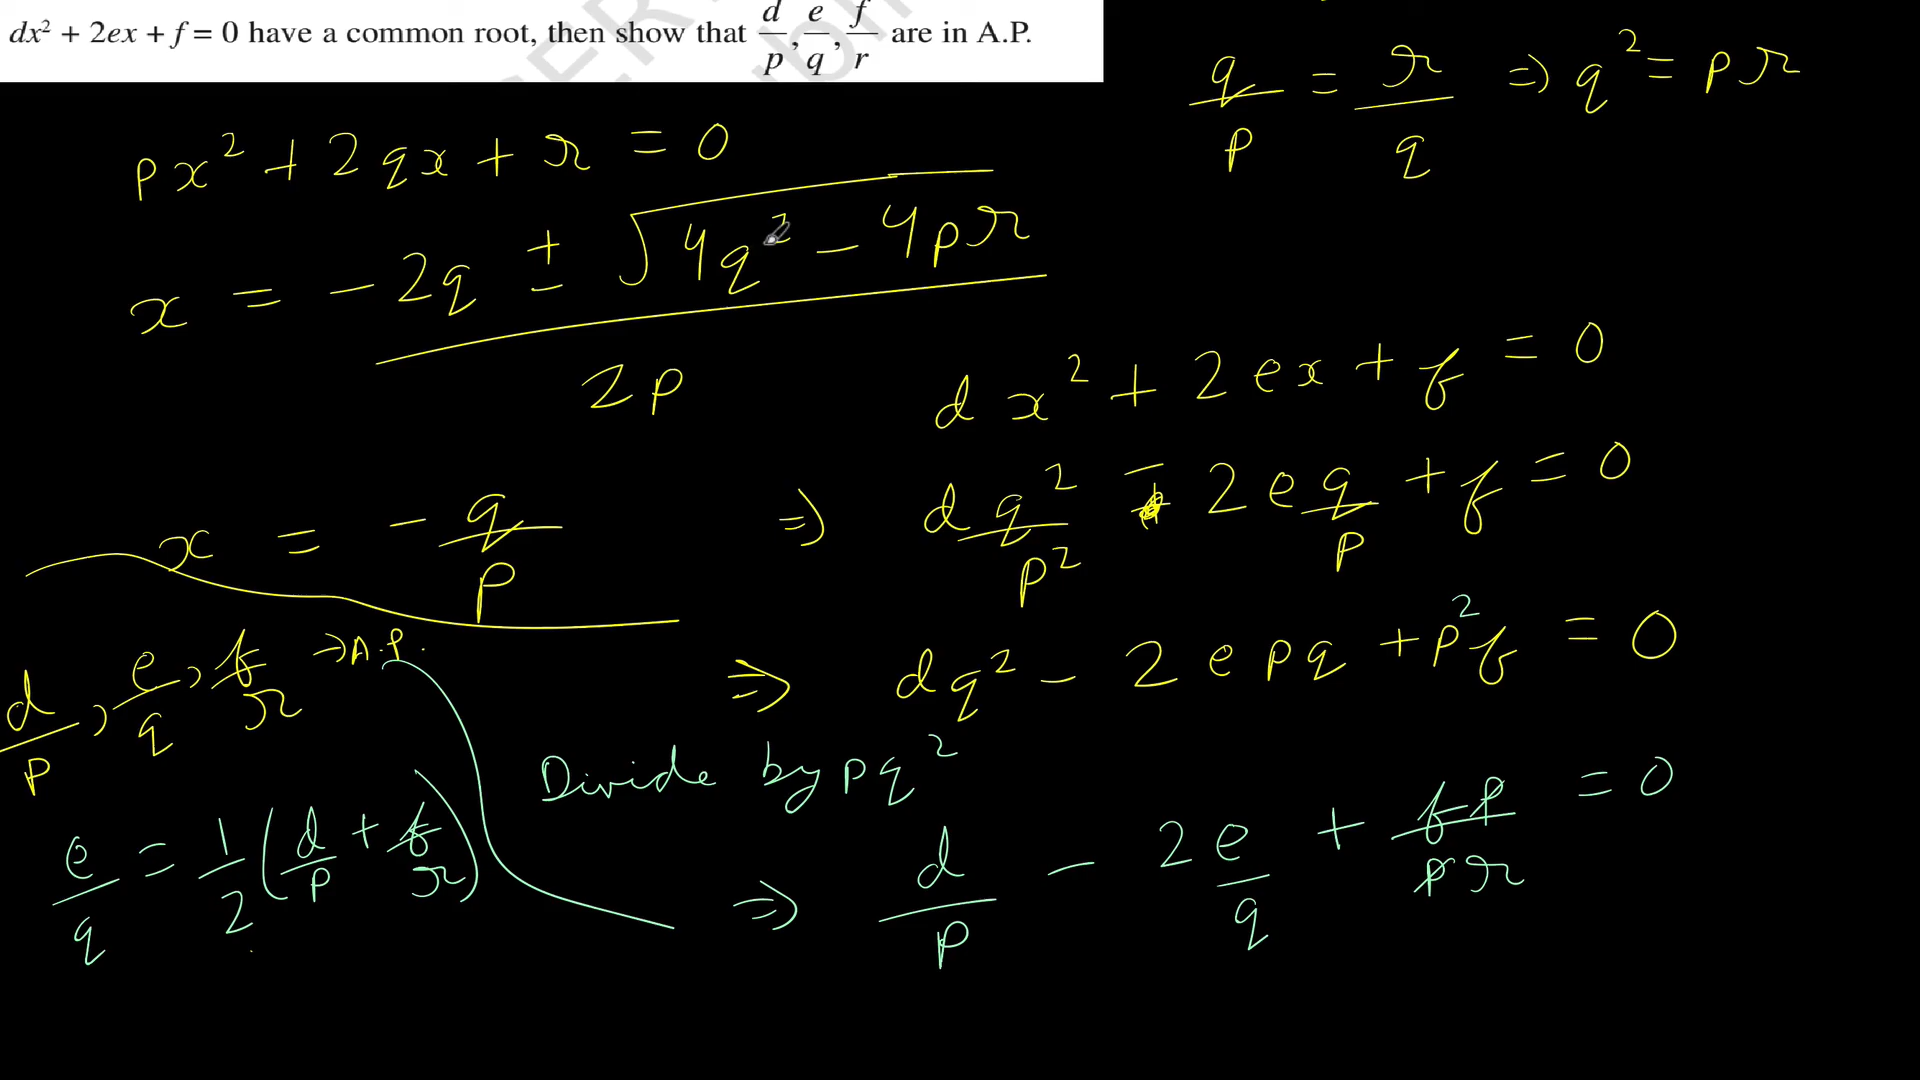 dx² + 2ex + f = 0 have a common root, then show that d/p, e/q, f/r are in A.P.
q/p = r/q ⇒ q² = pr
px² + 2qx + r = 0
x = -2q ± √(4q² - 4pr) / 2p
dx² + 2ex + f = 0
x = -q/p
⇒ dq²/p² - 2eq/p + f = 0
⇒ dq² - 2epq + p²f = 0
d/p, e/q, f/r → A.P.
Divide by pq²
e/q = 1/2 (d/p + f/r)
⇒ d/p - 2e/q + fp/pr = 0